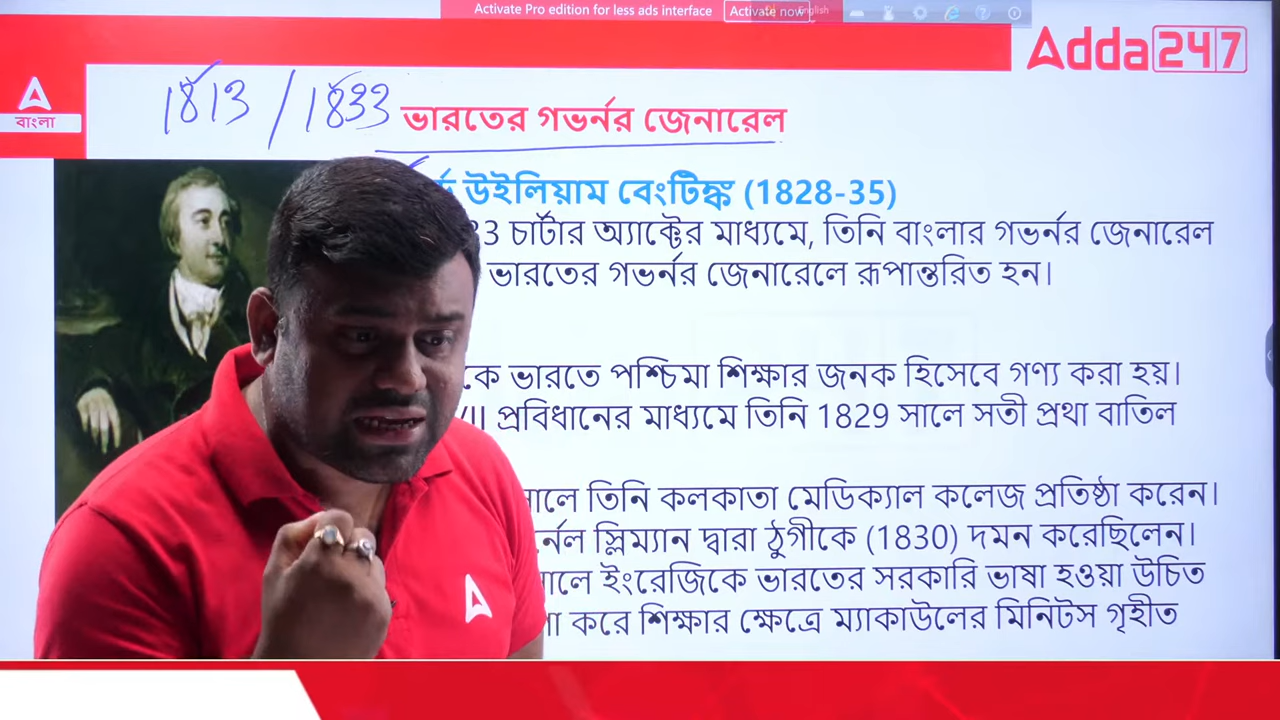 Activate Pro edition for less ads interface Activate now English
Adda247
বাংলা
1813 / 1833 ভারতের গভর্নর জেনারেল
উইলিয়াম বেংটিঙ্ক (1828-35)
চার্টার অ্যাক্টের মাধ্যমে, তিনি বাংলার গভর্নর জেনারেল
ভারতের গভর্নর জেনারেলে রূপান্তরিত হন।
কে ভারতে পশ্চিমা শিক্ষার জনক হিসেবে গণ্য করা হয়।
প্রবিধানের মাধ্যমে তিনি 1829 সালে সতী প্রথা বাতিল
তিনি কলকাতা মেডিক্যাল কলেজ প্রতিষ্ঠা করেন।
স্লিম্যান দ্বারা ঠুগীকে (1830) দমন করেছিলেন।
ইংরেজিকে ভারতের সরকারি ভাষা হওয়া উচিত
করে শিক্ষার ক্ষেত্রে ম্যাকাউলের মিনিটস গৃহীত